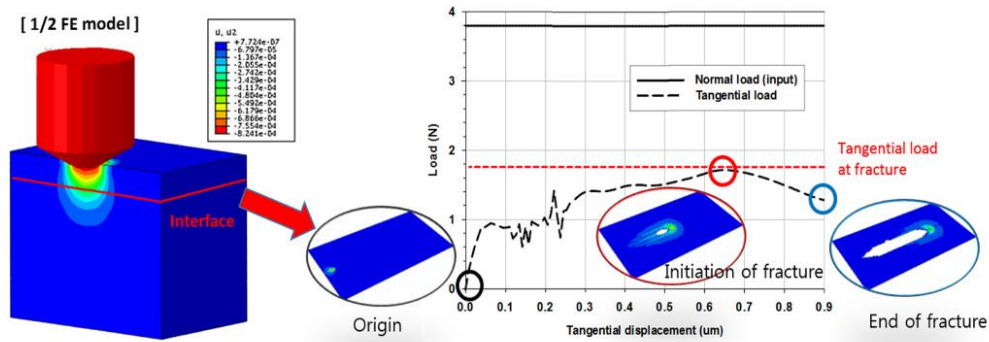 [ 1/2 FE model ]
U, U2
+7.724e-07
-6.797e-05
-1.367e-04
-2.055e-04
-2.742e-04
-3.429e-04
-4.117e-04
-4.804e-04
-5.492e-04
-6.179e-04
-6.866e-04
-7.554e-04
-8.241e-04
Interface
Origin
Load (N)
4
3
2
1
0
Normal load (input)
Tangential load
Tangential load
at fracture
Initiation of fracture
0.0 0.1 0.2 0.3 0.4 0.5 0.6 0.7 0.8 0.9
Tangential displacement (um)
End of fracture